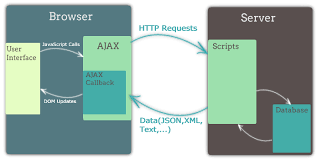 Browser
Server
HTTP Requests
JavaScript Calls
AJAX
User
Interface
Scripts
AJAX
Callback
DOM Updates
Database
Data(JSON,XML,
Text,...)